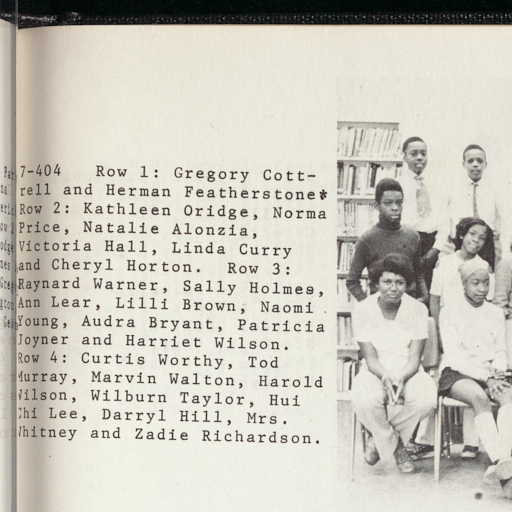 7-404   Row 1: Gregory Cott-
rell and Herman Featherstone*
Row 2: Kathleen Oridge, Norma
Price, Natalie Alonzia,
Victoria Hall, Linda Curry
and Cheryl Horton.  Row 3:
Raynard Warner, Sally Holmes,
Ann Lear, Lilli Brown, Naomi
Young, Audra Bryant, Patricia
Joyner and Harriet Wilson.
Row 4: Curtis Worthy, Tod
Murray, Marvin Walton, Harold
Wilson, Wilburn Taylor, Hui
Chi Lee, Darryl Hill, Mrs.
Whitney and Zadie Richardson.